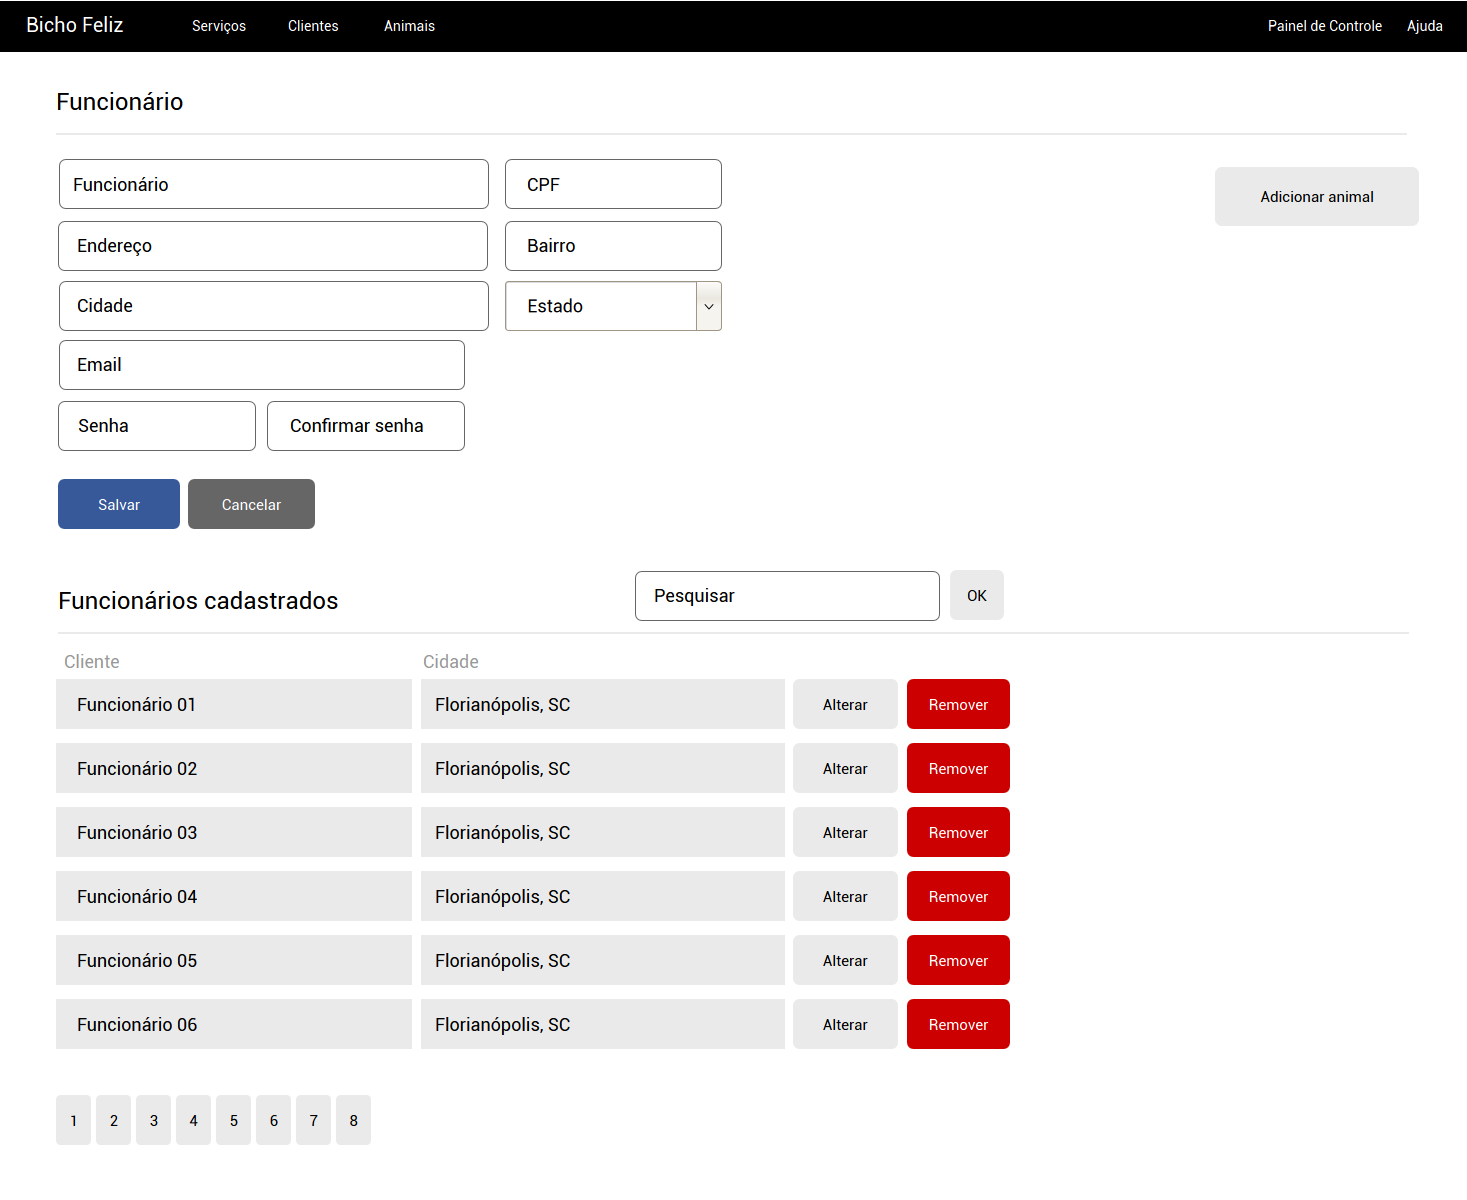 Bicho Feliz Serviços Clientes Animais Painel de Controle Ajuda
Funcionário
Funcionário CPF
Adicionar animal
Endereço Bairro
Cidade Estado
Email
Senha Confirmar senha
Salvar Cancelar
Funcionários cadastrados Pesquisar OK
Cliente Cidade
Funcionário 01 Florianópolis, SC Alterar Remover
Funcionário 02 Florianópolis, SC Alterar Remover
Funcionário 03 Florianópolis, SC Alterar Remover
Funcionário 04 Florianópolis, SC Alterar Remover
Funcionário 05 Florianópolis, SC Alterar Remover
Funcionário 06 Florianópolis, SC Alterar Remover
1 2 3 4 5 6 7 8